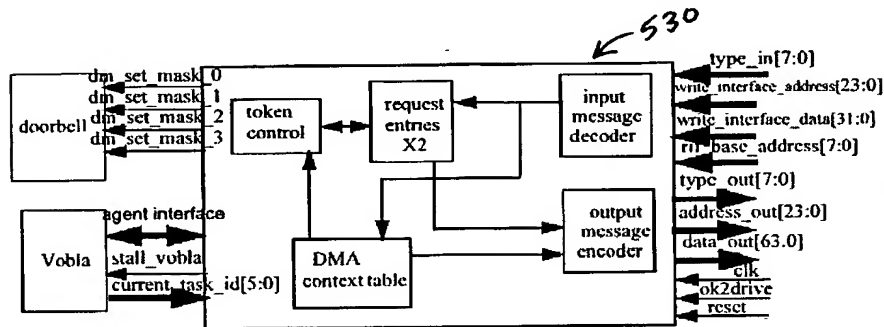 530
dm_set_mask_0
dm_set_mask_1
dm_set_mask_2
dm_set_mask_3
doorbell
token
control
request
entries
X2
input
message
decoder
type_in[7:0]
write_interface_address[23:0]
write_interface_data[31:0]
base_address[7:0]
type_out[7:0]
address_out[23:0]
data_out[63.0]
clk
ok2drive
reset
Vobla
agent interface
stall_vobla
current_task_id[5:0]
DMA
context table
output
message
encoder